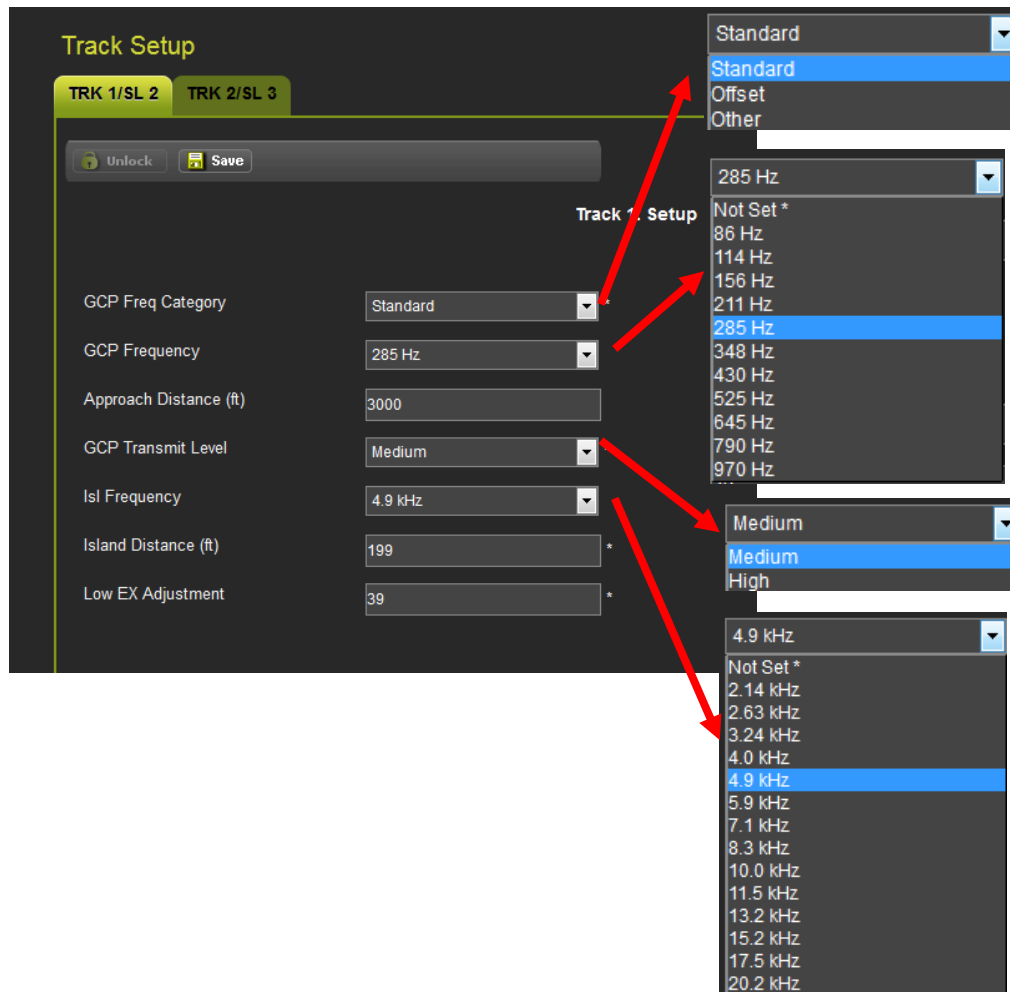 Track Setup
TRK 1/SL 2 TRK 2/SL 3
Unlock Save
Track 1: Setup
GCP Freq Category Standard *
GCP Frequency 285 Hz
Approach Distance (ft) 3000
GCP Transmit Level Medium *
Isl Frequency 4.9 kHz
Island Distance (ft) 199 *
Low EX Adjustment 39 *
Standard
Standard
Offset
Other
285 Hz
Not Set *
86 Hz
114 Hz
156 Hz
211 Hz
285 Hz
348 Hz
430 Hz
525 Hz
645 Hz
790 Hz
970 Hz
Medium
Medium
High
4.9 kHz
Not Set *
2.14 kHz
2.63 kHz
3.24 kHz
4.0 kHz
4.9 kHz
5.9 kHz
7.1 kHz
8.3 kHz
10.0 kHz
11.5 kHz
13.2 kHz
15.2 kHz
17.5 kHz
20.2 kHz